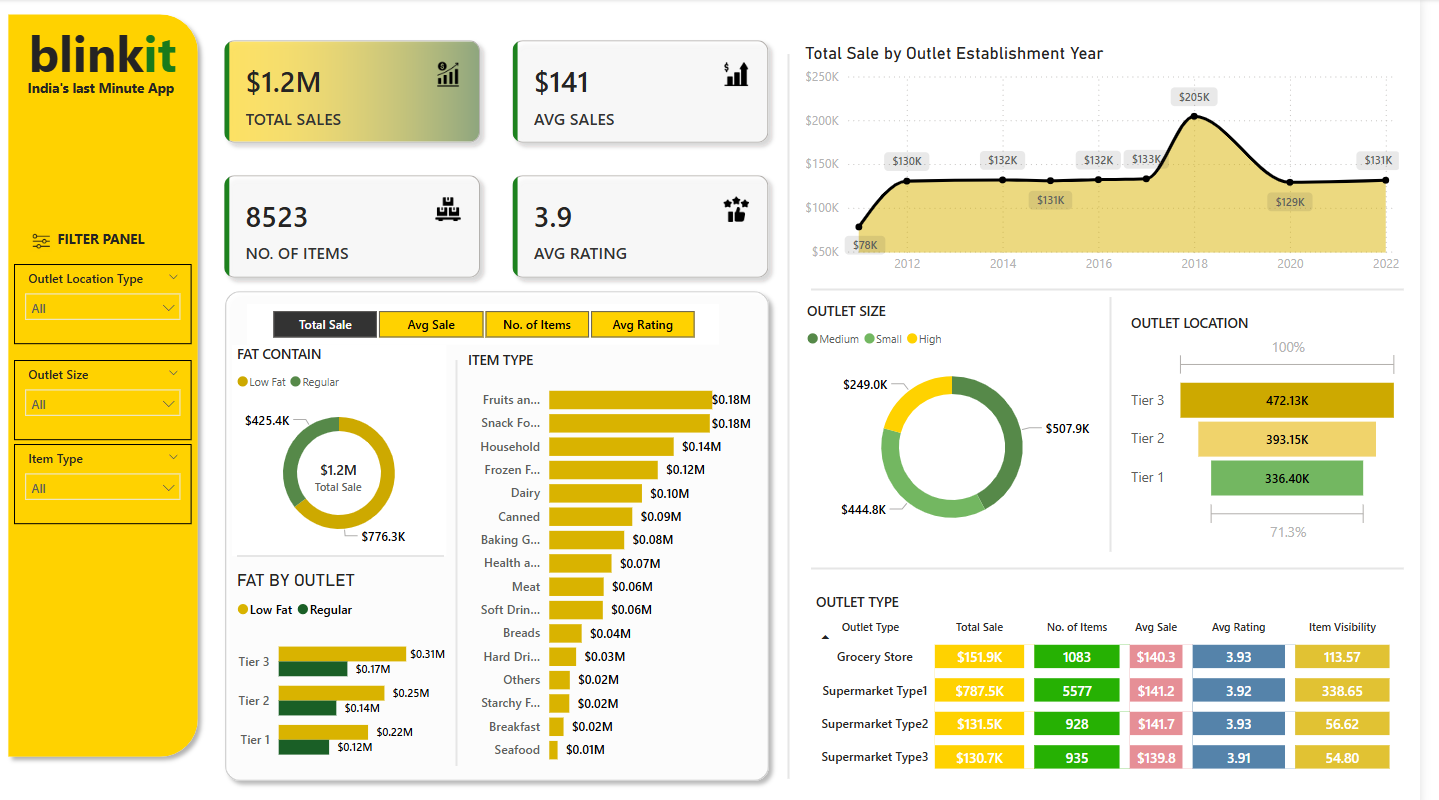 blinkit
India's last Minute App
FILTER PANEL
Outlet Location Type
All
Outlet Size
All
Item Type
All
$1.2M
TOTAL SALES
$141
AVG SALES
8523
NO. OF ITEMS
3.9
AVG RATING
Total Sale Avg Sale No. of Items Avg Rating
FAT CONTAIN
Low Fat Regular
$425.4K
$1.2M
Total Sale
$776.3K
FAT BY OUTLET
Low Fat Regular
Tier 3 $0.31M
$0.17M
Tier 2 $0.25M
$0.14M
Tier 1 $0.22M
$0.12M
ITEM TYPE
Fruits an... $0.18M
Snack Fo... $0.18M
Household $0.14M
Frozen F... $0.12M
Dairy $0.10M
Canned $0.09M
Baking G... $0.08M
Health a... $0.07M
Meat $0.06M
Soft Drin... $0.06M
Breads $0.04M
Hard Dri... $0.03M
Others $0.02M
Starchy F... $0.02M
Breakfast $0.02M
Seafood $0.01M
Total Sale by Outlet Establishment Year
$250K
$200K
$150K
$100K
$50K
$78K
$130K
$132K
$131K
$132K
$133K
$205K
$129K
$131K
2012 2014 2016 2018 2020 2022
OUTLET SIZE
Medium Small High
$249.0K
$507.9K
$444.8K
OUTLET LOCATION
100%
Tier 3 472.13K
Tier 2 393.15K
Tier 1 336.40K
71.3%
OUTLET TYPE
Outlet Type Total Sale No. of Items Avg Sale Avg Rating Item Visibility
Grocery Store $151.9K 1083 $140.3 3.93 113.57
Supermarket Type1 $787.5K 5577 $141.2 3.92 338.65
Supermarket Type2 $131.5K 928 $141.7 3.93 56.62
Supermarket Type3 $130.7K 935 $139.8 3.91 54.80